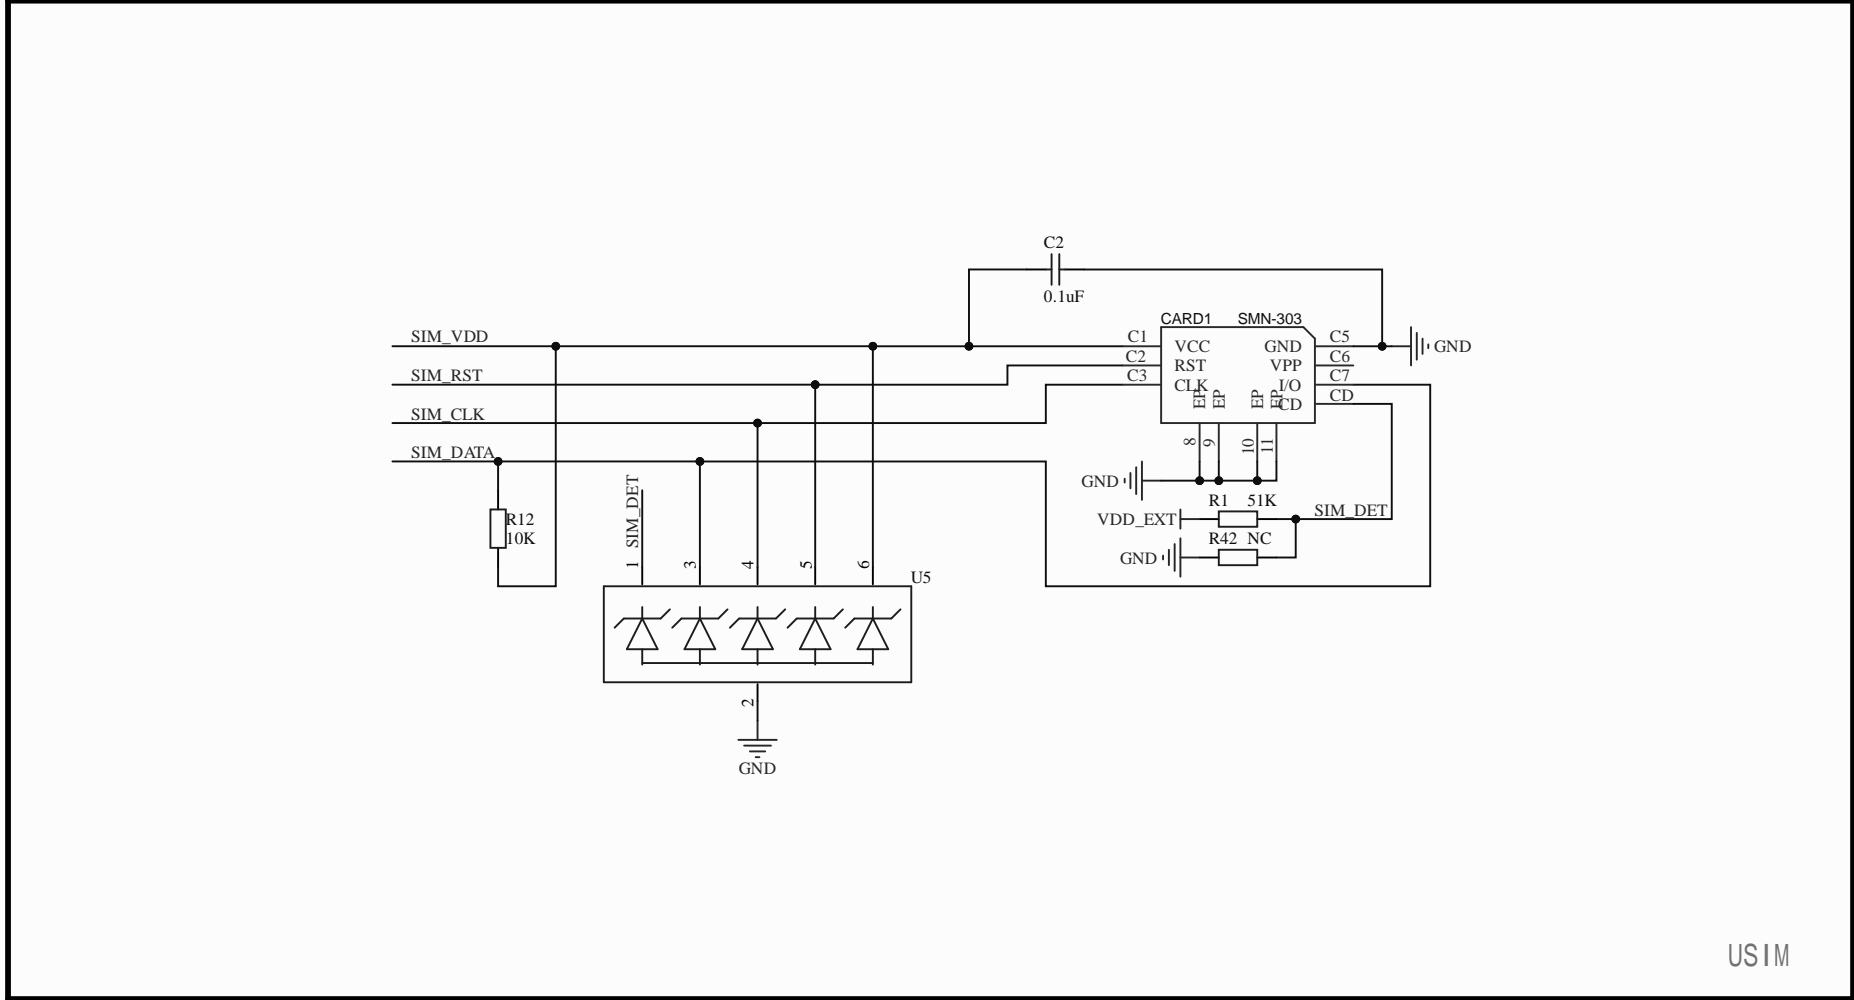 C2
0.1uF
CARD1 SMN-303
SIM_VDD
C1 VCC GND C5 GND
C2 RST VPP C6
SIM_RST
C3 CLK I/O C7
EP EP EP EP CD CD
SIM_CLK
8 9 10 11
SIM_DATA
GND
SIM_DET
R1 51K
VDD_EXT
SIM_DET
R12
10K
R42 NC
GND
1 3 4 5 6
U5
2
GND
USIM